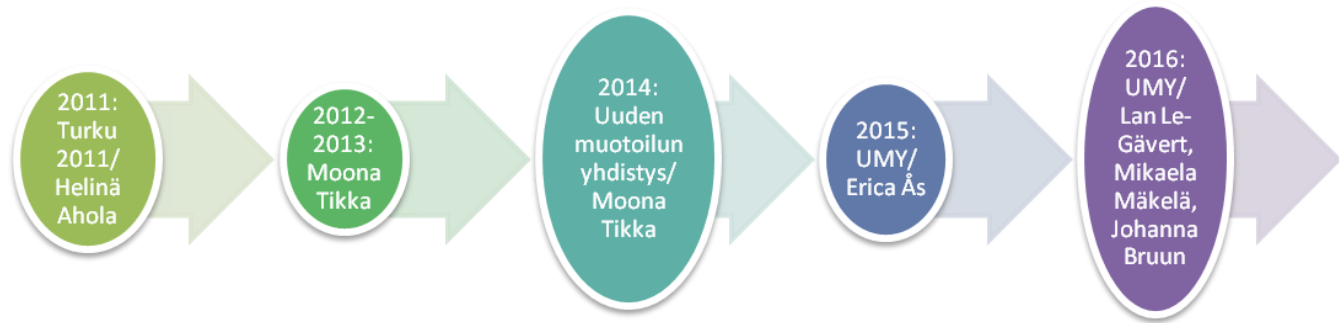 2011:
Turku
2011/
Helinä
Ahola
2012-
2013:
Moona
Tikka
2014:
Uuden
muotoilun
yhdistys/
Moona
Tikka
2015:
UMY/
Erica Ås
2016:
UMY/
Lan Le-
Gävert,
Mikaela
Mäkelä,
Johanna
Bruun